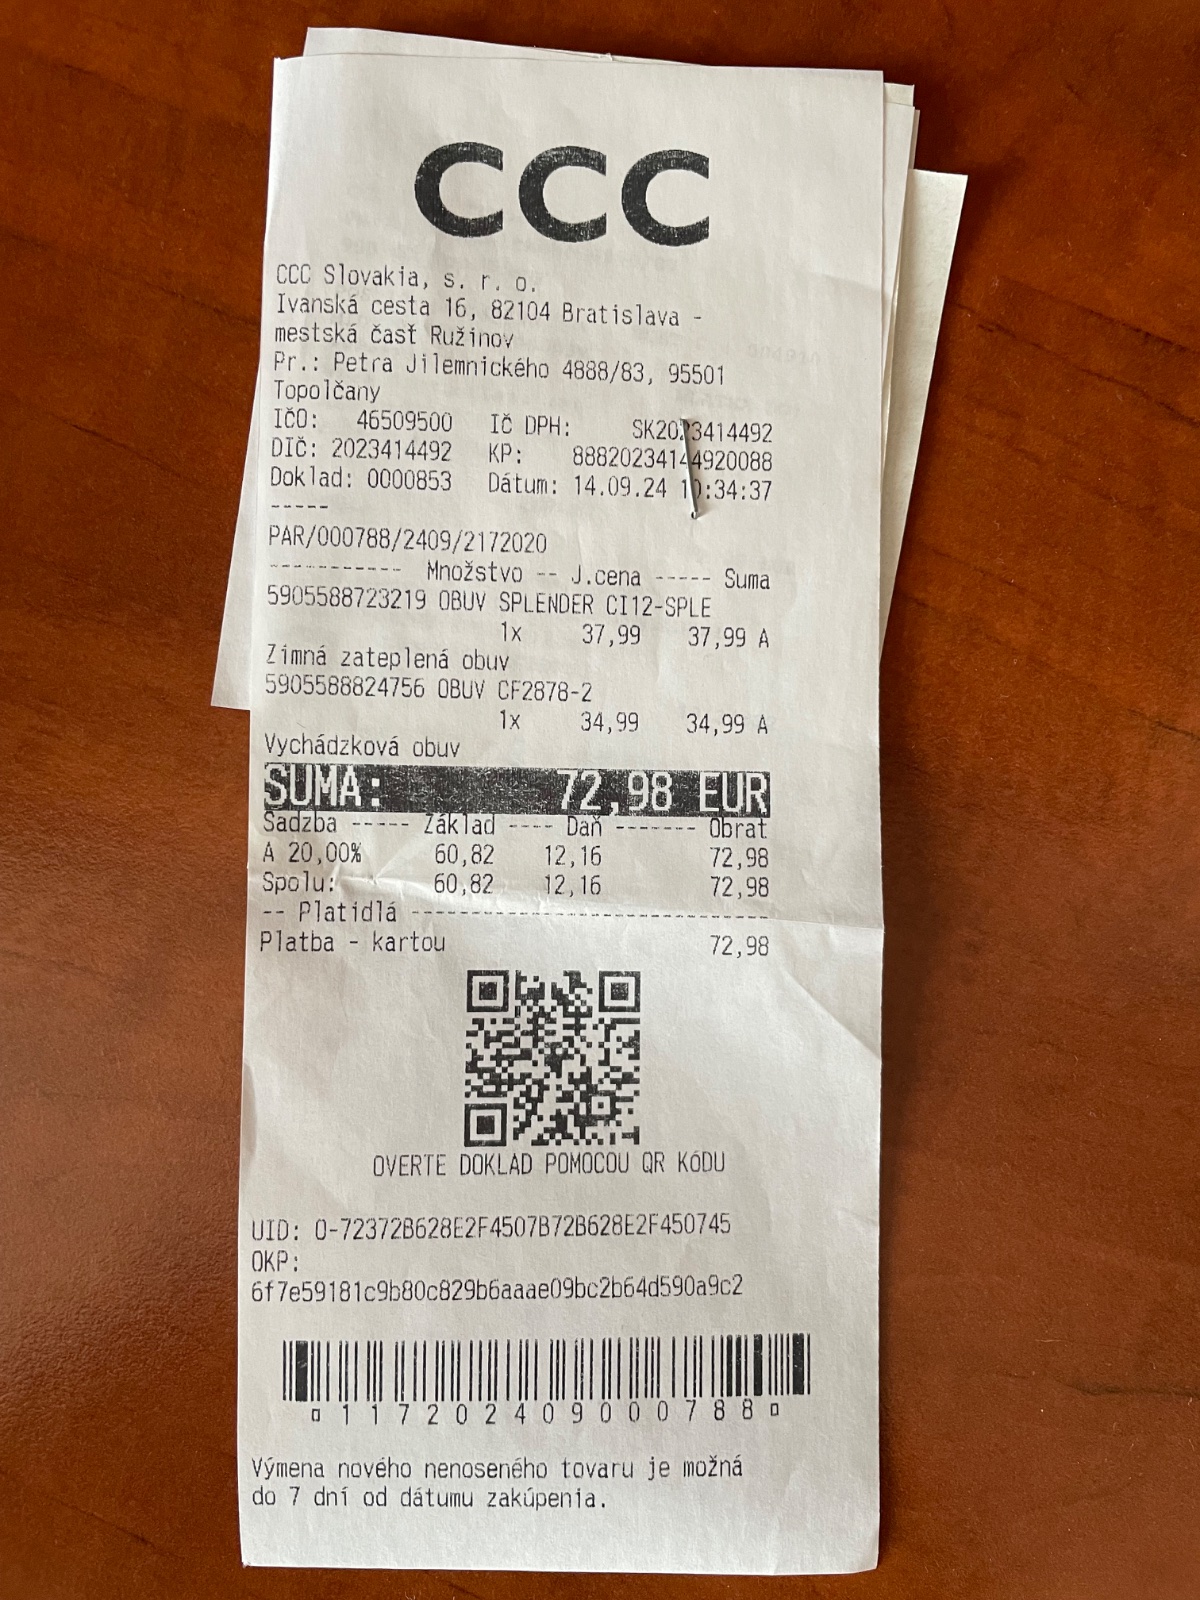 CCC
CCC Slovakia, s. r. o.
Ivanská cesta 16, 82104 Bratislava -
mestská časť Ružinov
Pr.: Petra Jilemnického 4888/83, 95501
Topolčany
IČO: 46509500 IČ DPH: SK2023414492
DIČ: 2023414492 KP: 88820234144920088
Doklad: 0000853 Dátum: 14.09.24 10:34:37
-----
PAR/000788/2409/2172020
----------- Množstvo -- J.cena ----- Suma
5905588723219 OBUV SPLENDER CI12-SPLE
1x 37,99 37,99 A
Zimná zateplená obuv
5905588824756 OBUV CF2878-2
1x 34,99 34,99 A
Vychádzková obuv
SUMA: 72,98 EUR
Sadzba ----- Základ ---- Daň ------- Obrat
A 20,00% 60,82 12,16 72,98
Spolu: 60,82 12,16 72,98
-- Platidlá ------------------------------
Platba - kartou 72,98
OVERTE DOKLAD POMOCOU QR KÓDU
UID: O-72372B628E2F4507B72B628E2F450745
OKP:
6f7e59181c9b80c829b6aaae09bc2b64d590a9c2
117202409000788
Výmena nového nenoseného tovaru je možná
do 7 dní od dátumu zakúpenia.